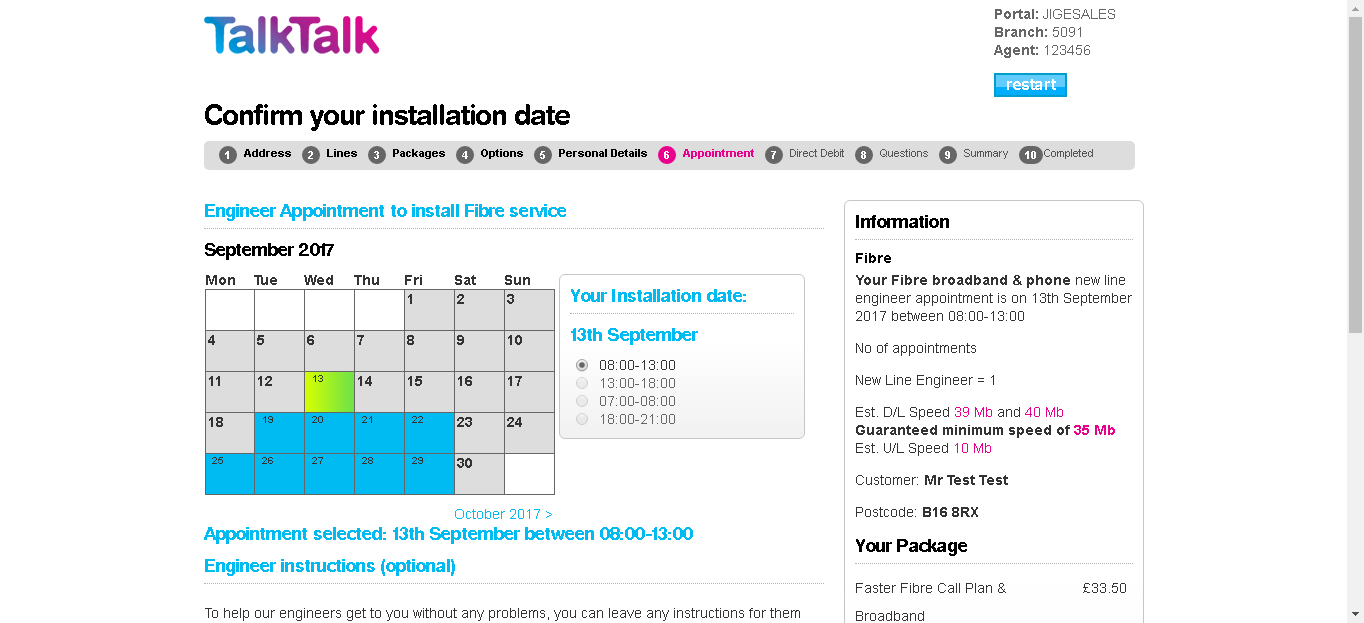 TalkTalk
Portal: JIGESALES
Branch: 5091
Agent: 123456
restart
Confirm your installation date
1 Address 2 Lines 3 Packages 4 Options 5 Personal Details 6 Appointment 7 Direct Debit 8 Questions 9 Summary 10 Completed
Engineer Appointment to install Fibre service
September 2017
Mon Tue Wed Thu Fri Sat Sun
1 2 3
4 5 6 7 8 9 10
11 12 13 14 15 16 17
18 19 20 21 22 23 24
25 26 27 28 29 30
October 2017 >
Your Installation date:
13th September
08:00-13:00
13:00-18:00
07:00-08:00
18:00-21:00
Appointment selected: 13th September between 08:00-13:00
Engineer instructions (optional)
To help our engineers get to you without any problems, you can leave any instructions for them
Information
Fibre
Your Fibre broadband & phone new line
engineer appointment is on 13th September
2017 between 08:00-13:00
No of appointments
New Line Engineer = 1
Est. D/L Speed 39 Mb and 40 Mb
Guaranteed minimum speed of 35 Mb
Est. U/L Speed 10 Mb
Customer: Mr Test Test
Postcode: B16 8RX
Your Package
Faster Fibre Call Plan & £33.50
Broadband